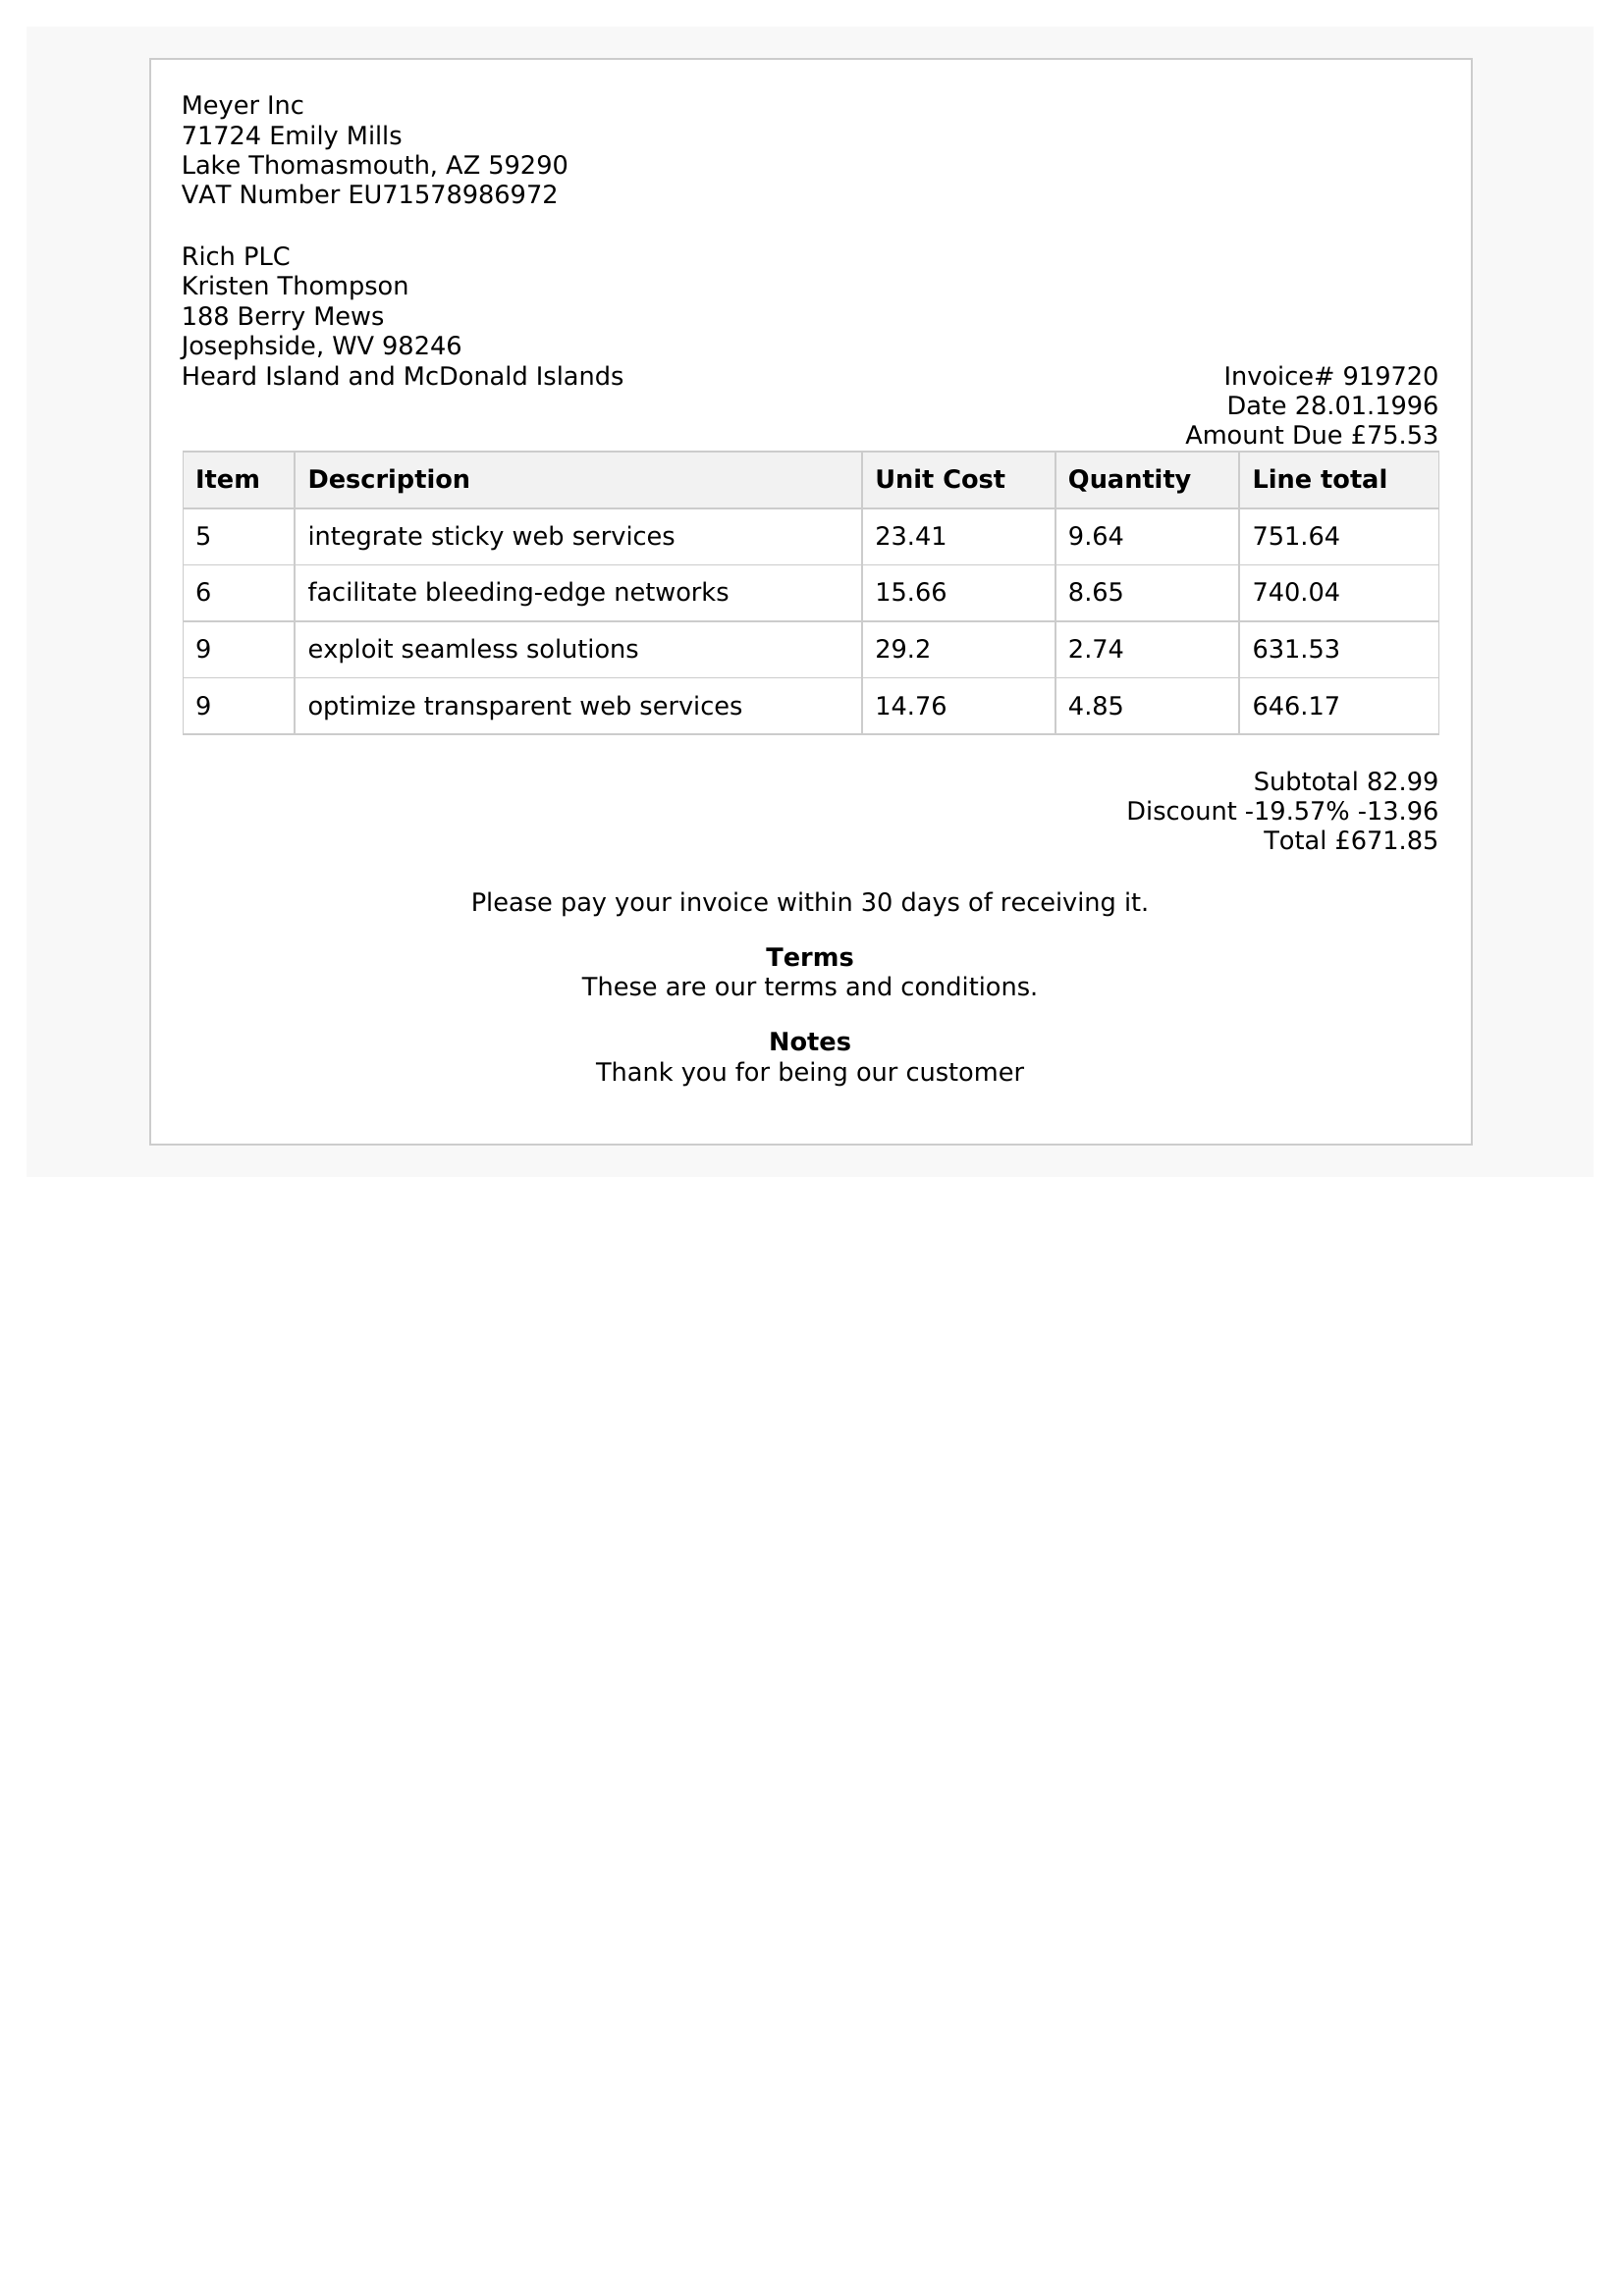 Meyer Inc
71724 Emily Mills
Lake Thomasmouth, AZ 59290
VAT Number EU71578986972
Rich PLC
Kristen Thompson
188 Berry Mews
Josephside, WV 98246
Heard Island and McDonald Islands
Invoice# 919720
Date 28.01.1996
Amount Due £75.53
Item Description Unit Cost Quantity Line total
5 integrate sticky web services 23.41 9.64 751.64
6 facilitate bleeding-edge networks 15.66 8.65 740.04
9 exploit seamless solutions 29.2 2.74 631.53
9 optimize transparent web services 14.76 4.85 646.17
Subtotal 82.99
Discount -19.57% -13.96
Total £671.85
Please pay your invoice within 30 days of receiving it.
Terms
These are our terms and conditions.
Notes
Thank you for being our customer